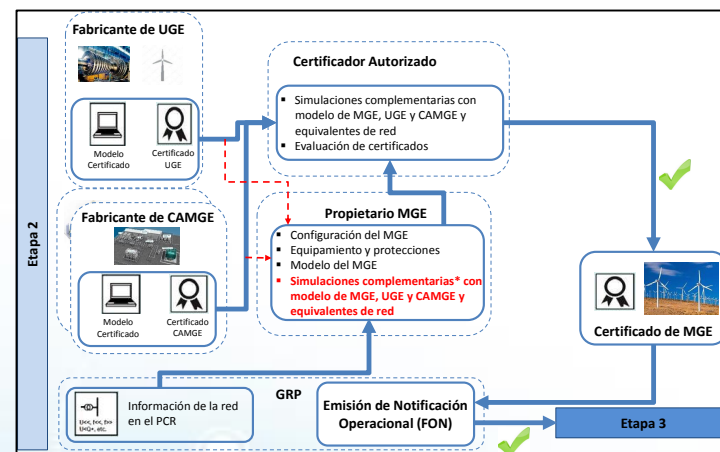 Etapa 2
Fabricante de UGE
Modelo
Certificado
Certificado
UGE
Fabricante de CAMGE
Modelo
Certificado
Certificado
CAMGE
Certificador Autorizado
▪ Simulaciones complementarias con
modelo de MGE, UGE y CAMGE y
equivalentes de red
▪ Evaluación de certificados
Propietario MGE
▪ Configuración del MGE
▪ Equipamiento y protecciones
▪ Modelo del MGE
▪ Simulaciones complementarias* con
modelo de MGE, UGE y CAMGE y
equivalentes de red
Certificado de MGE
GRP
U<<, f<<, f>>
U<Q+, etc.
Información de la red
en el PCR
Emisión de Notificación
Operacional (FON)
Etapa 3